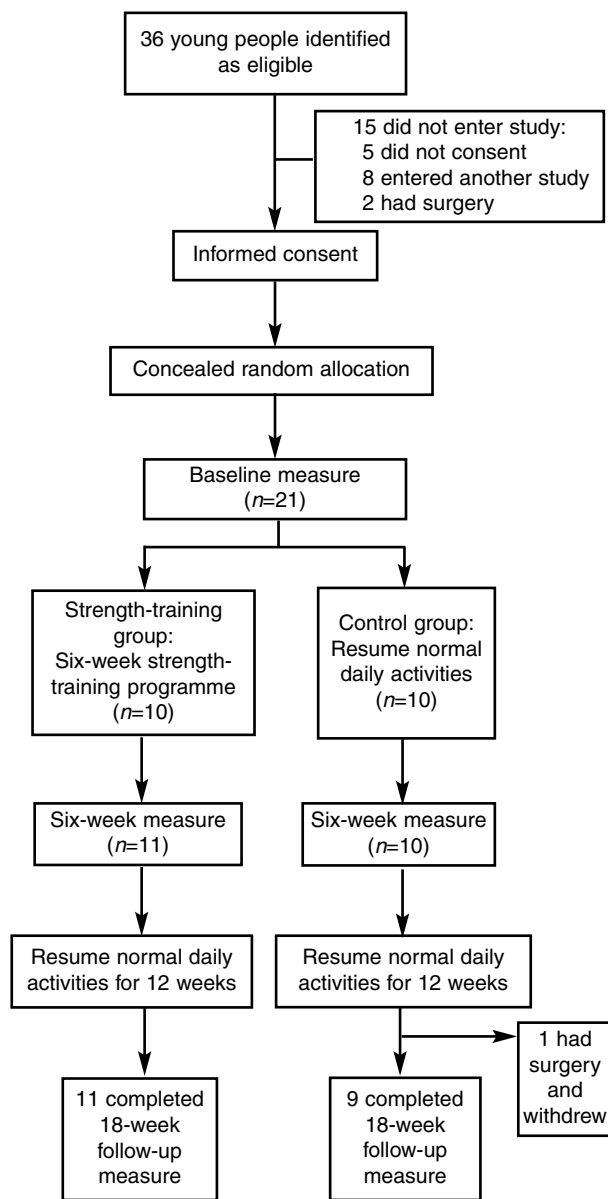 36 young people identified
as eligible
15 did not enter study:
5 did not consent
8 entered another study
2 had surgery
Informed consent
Concealed random allocation
Baseline measure
(n=21)
Strength-training
group:
Six-week strength-
training programme
(n=10)
Control group:
Resume normal
daily activities
(n=10)
Six-week measure
(n=11)
Six-week measure
(n=10)
Resume normal daily
activities for 12 weeks
Resume normal daily
activities for 12 weeks
1 had
surgery
and
withdrew
11 completed
18-week
follow-up
measure
9 completed
18-week
follow-up
measure